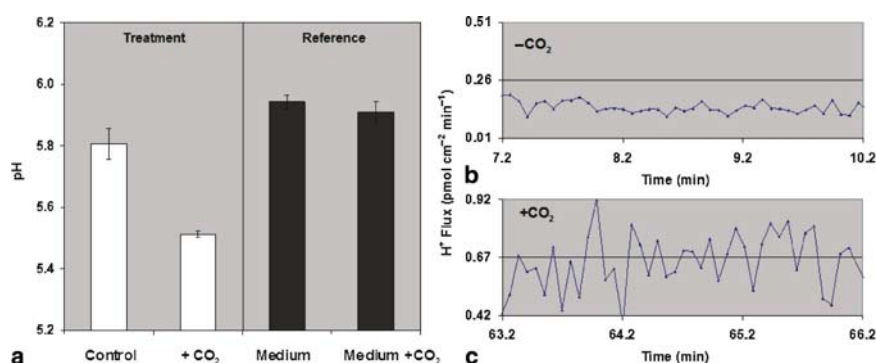 6.2
6.0
5.8
5.5
5.4
5.2
pH
Treatment
Reference
Control
+ CO₂
Medium
Medium +CO₂
a
H⁺ Flux (pmol cm⁻² min⁻¹)
0.51
0.26
0.01
–CO₂
7.2
8.2
9.2
10.2
Time (min)
b
0.92
0.67
0.42
+CO₂
63.2
64.2
65.2
66.2
Time (min)
c